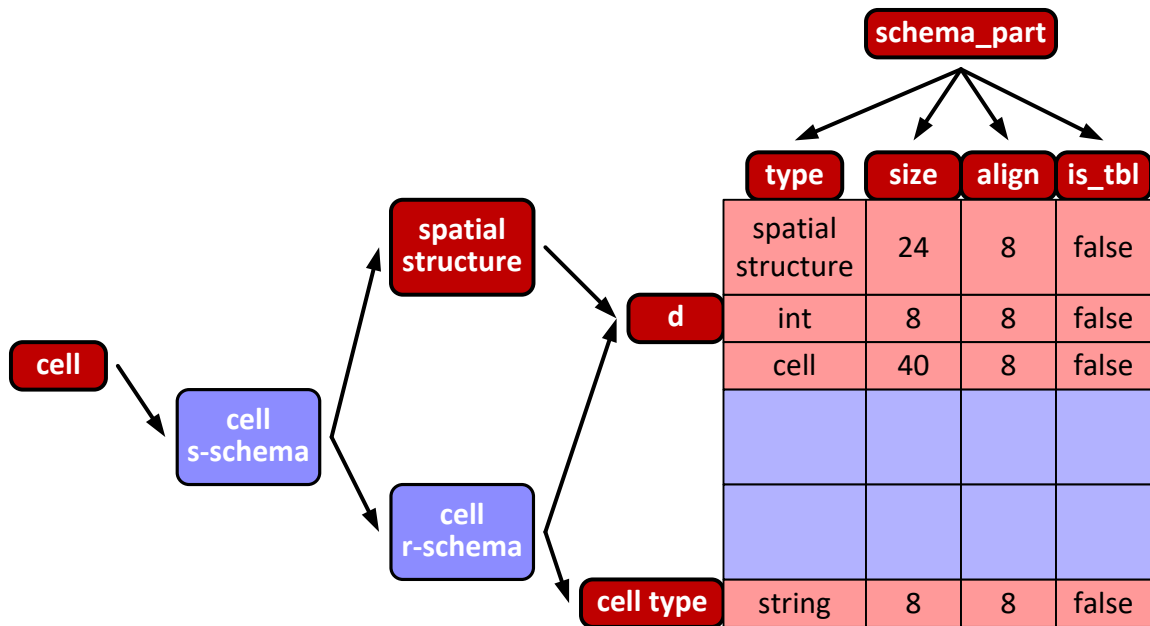 schema_part
type size align is_tbl
spatial
structure
spatial
structure
24 8 false
d
int 8 8 false
cell
cell 40 8 false
cell
s-schema
cell
r-schema
cell type
string 8 8 false